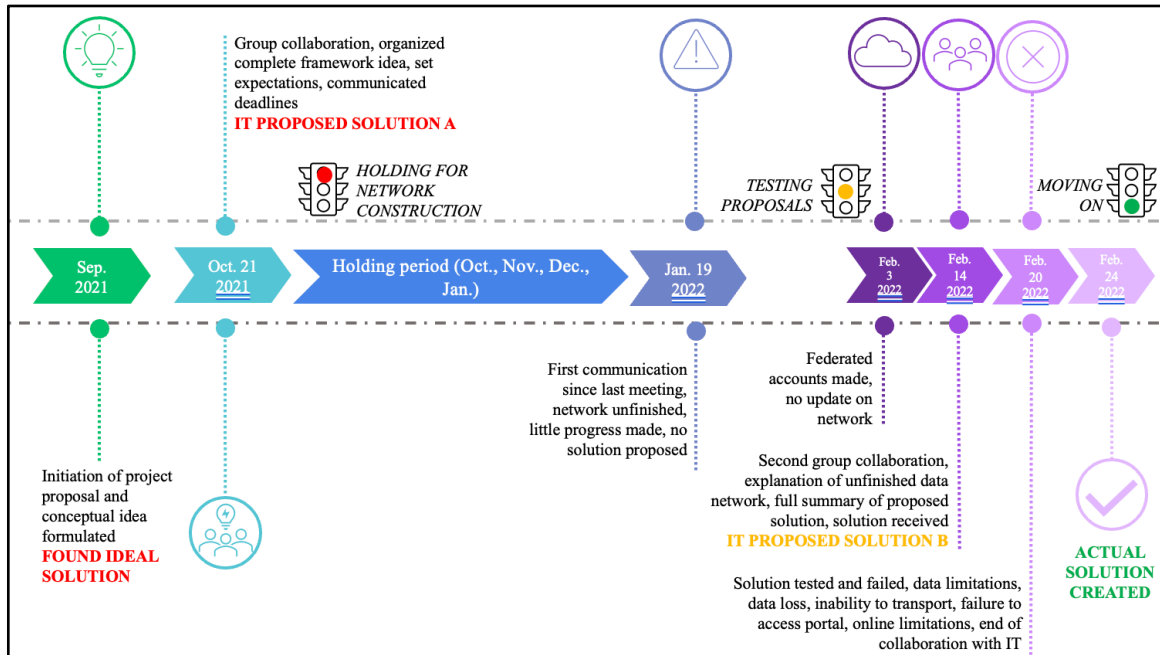 Group collaboration, organized
complete framework idea, set
expectations, communicated
deadlines
IT PROPOSED SOLUTION A
HOLDING FOR
NETWORK
CONSTRUCTION
TESTING
PROPOSALS
MOVING
ON
Sep.
2021
Oct. 21
2021
Holding period (Oct., Nov., Dec.,
Jan.)
Jan. 19
2022
Feb.
3
2022
Feb.
14
2022
Feb.
20
2022
Feb.
24
2022
Initiation of project
proposal and
conceptual idea
formulated
FOUND IDEAL
SOLUTION
First communication
since last meeting,
network unfinished,
little progress made, no
solution proposed
Federated
accounts made,
no update on
network
Second group collaboration,
explanation of unfinished data
network, full summary of proposed
solution, solution received
IT PROPOSED SOLUTION B
Solution tested and failed, data limitations,
data loss, inability to transport, failure to
access portal, online limitations, end of
collaboration with IT
ACTUAL
SOLUTION
CREATED